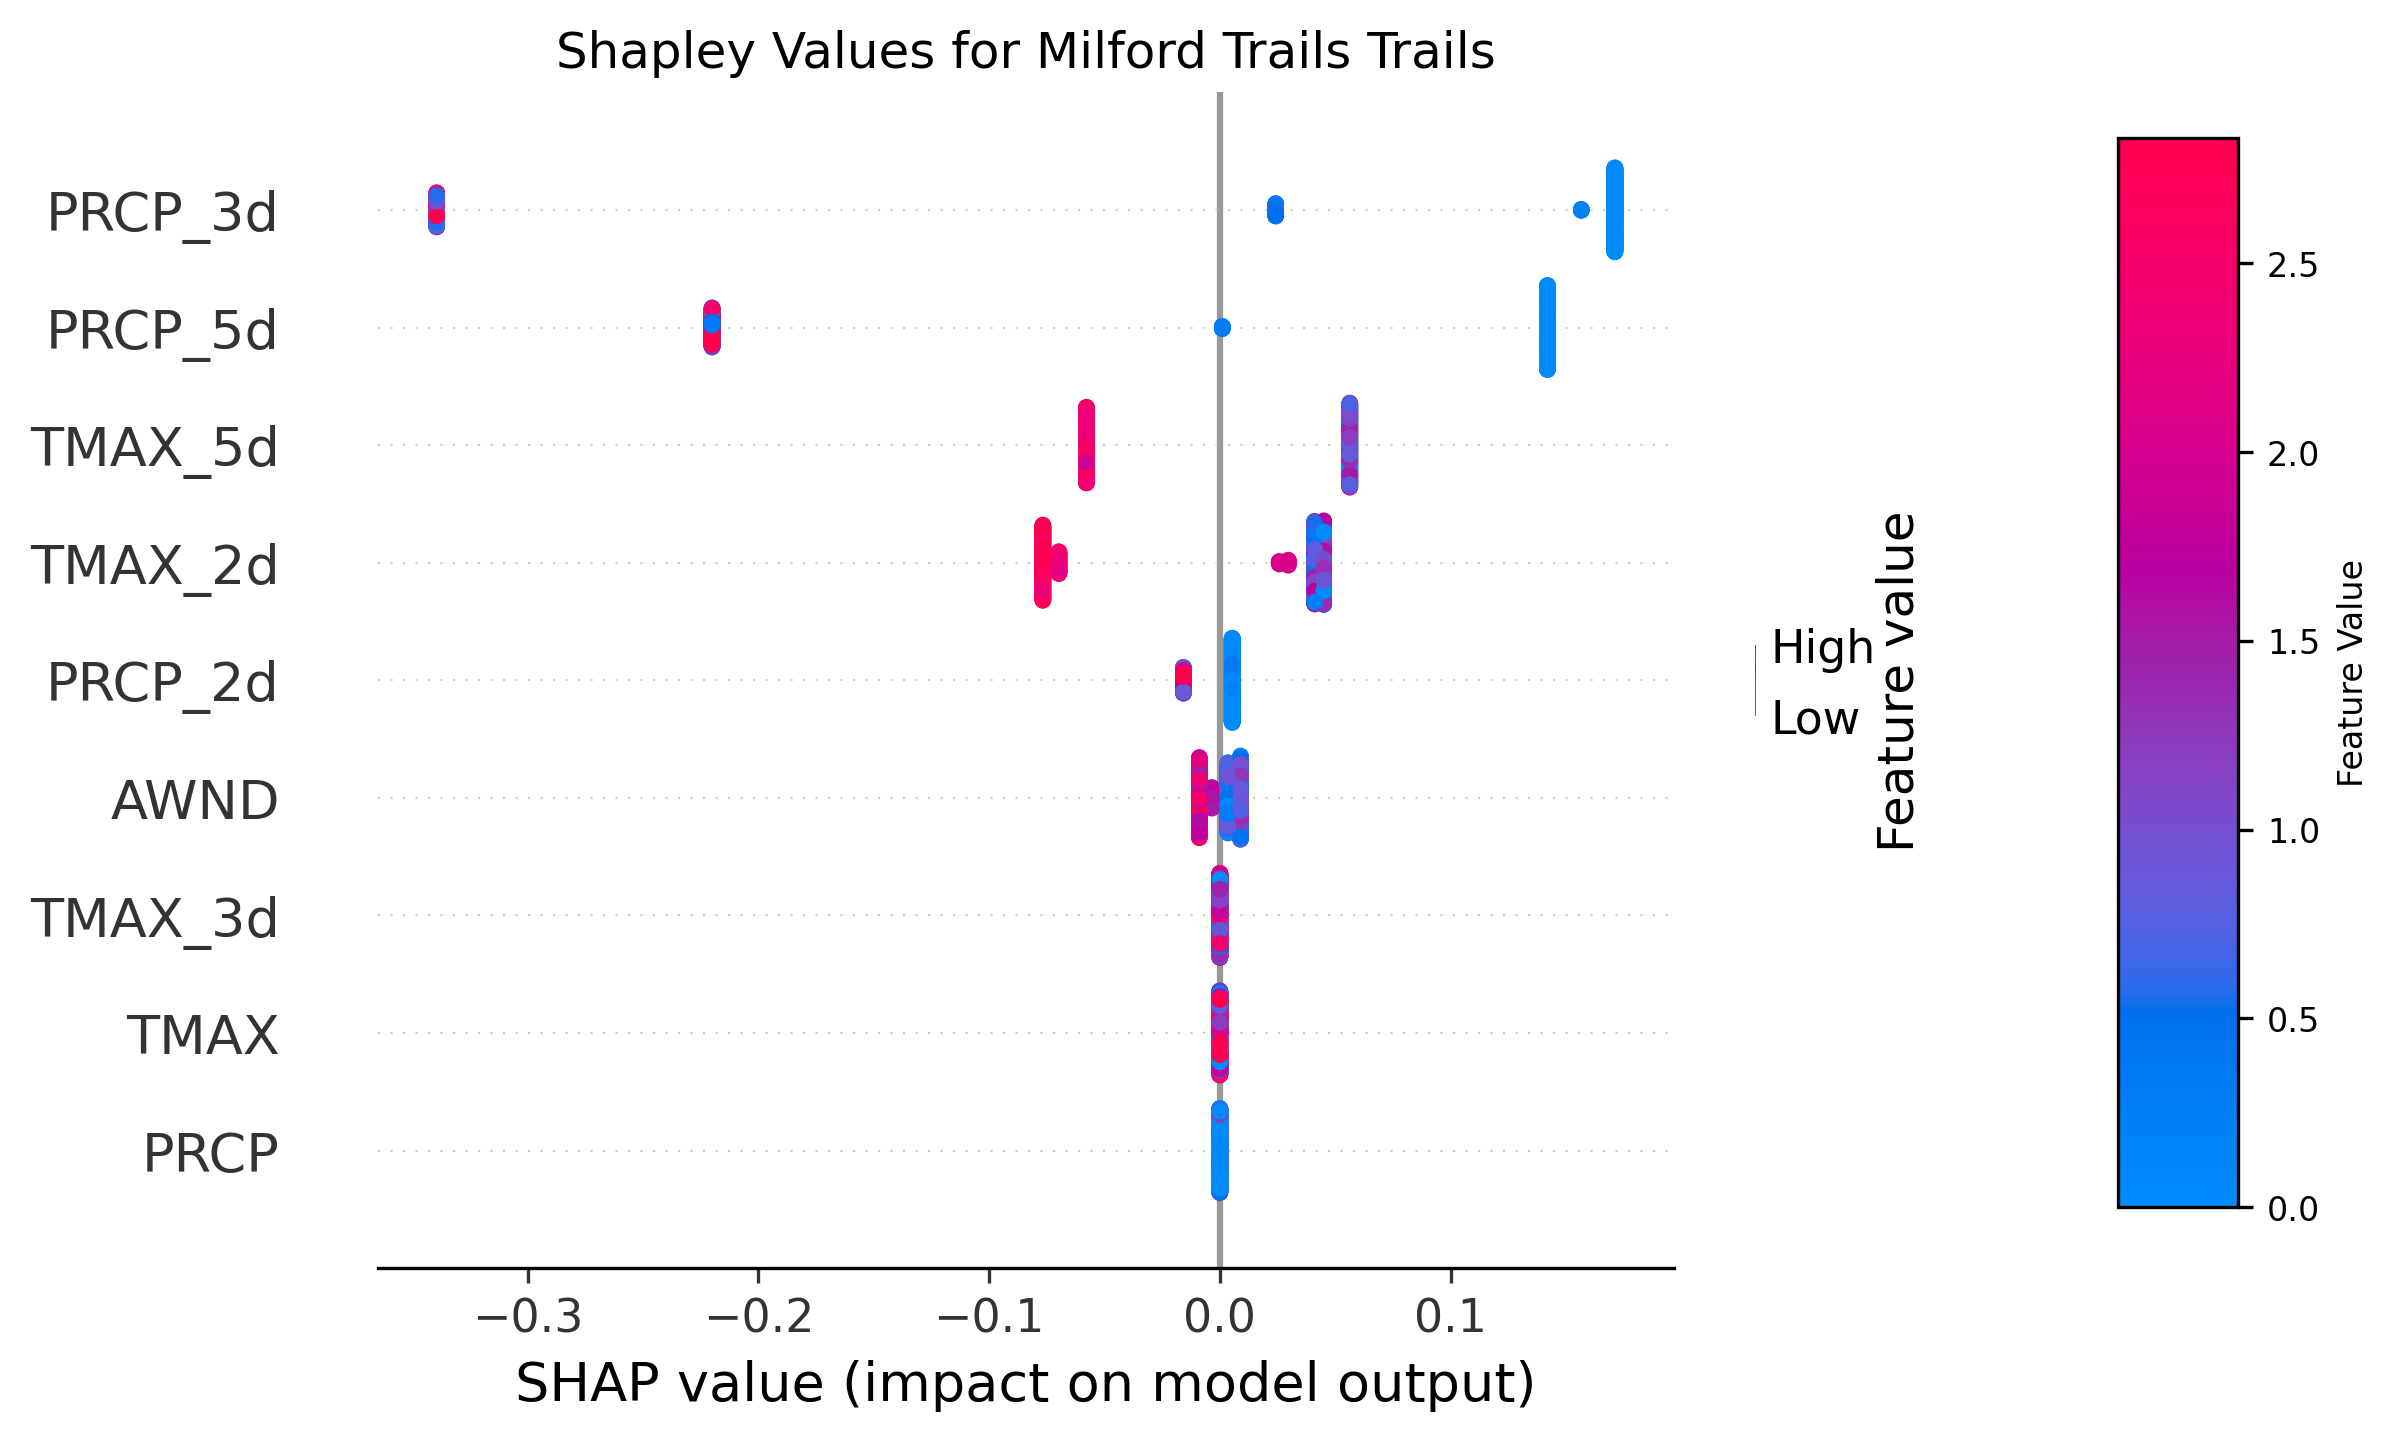 Shapley Values for Milford Trails Trails
PRCP_3d
PRCP_5d
TMAX_5d
TMAX_2d
PRCP_2d
AWND
TMAX_3d
TMAX
PRCP
−0.3
−0.2
−0.1
0.0
0.1
SHAP value (impact on model output)
High
Low
Feature value
2.5
2.0
1.5
1.0
0.5
0.0
Feature Value